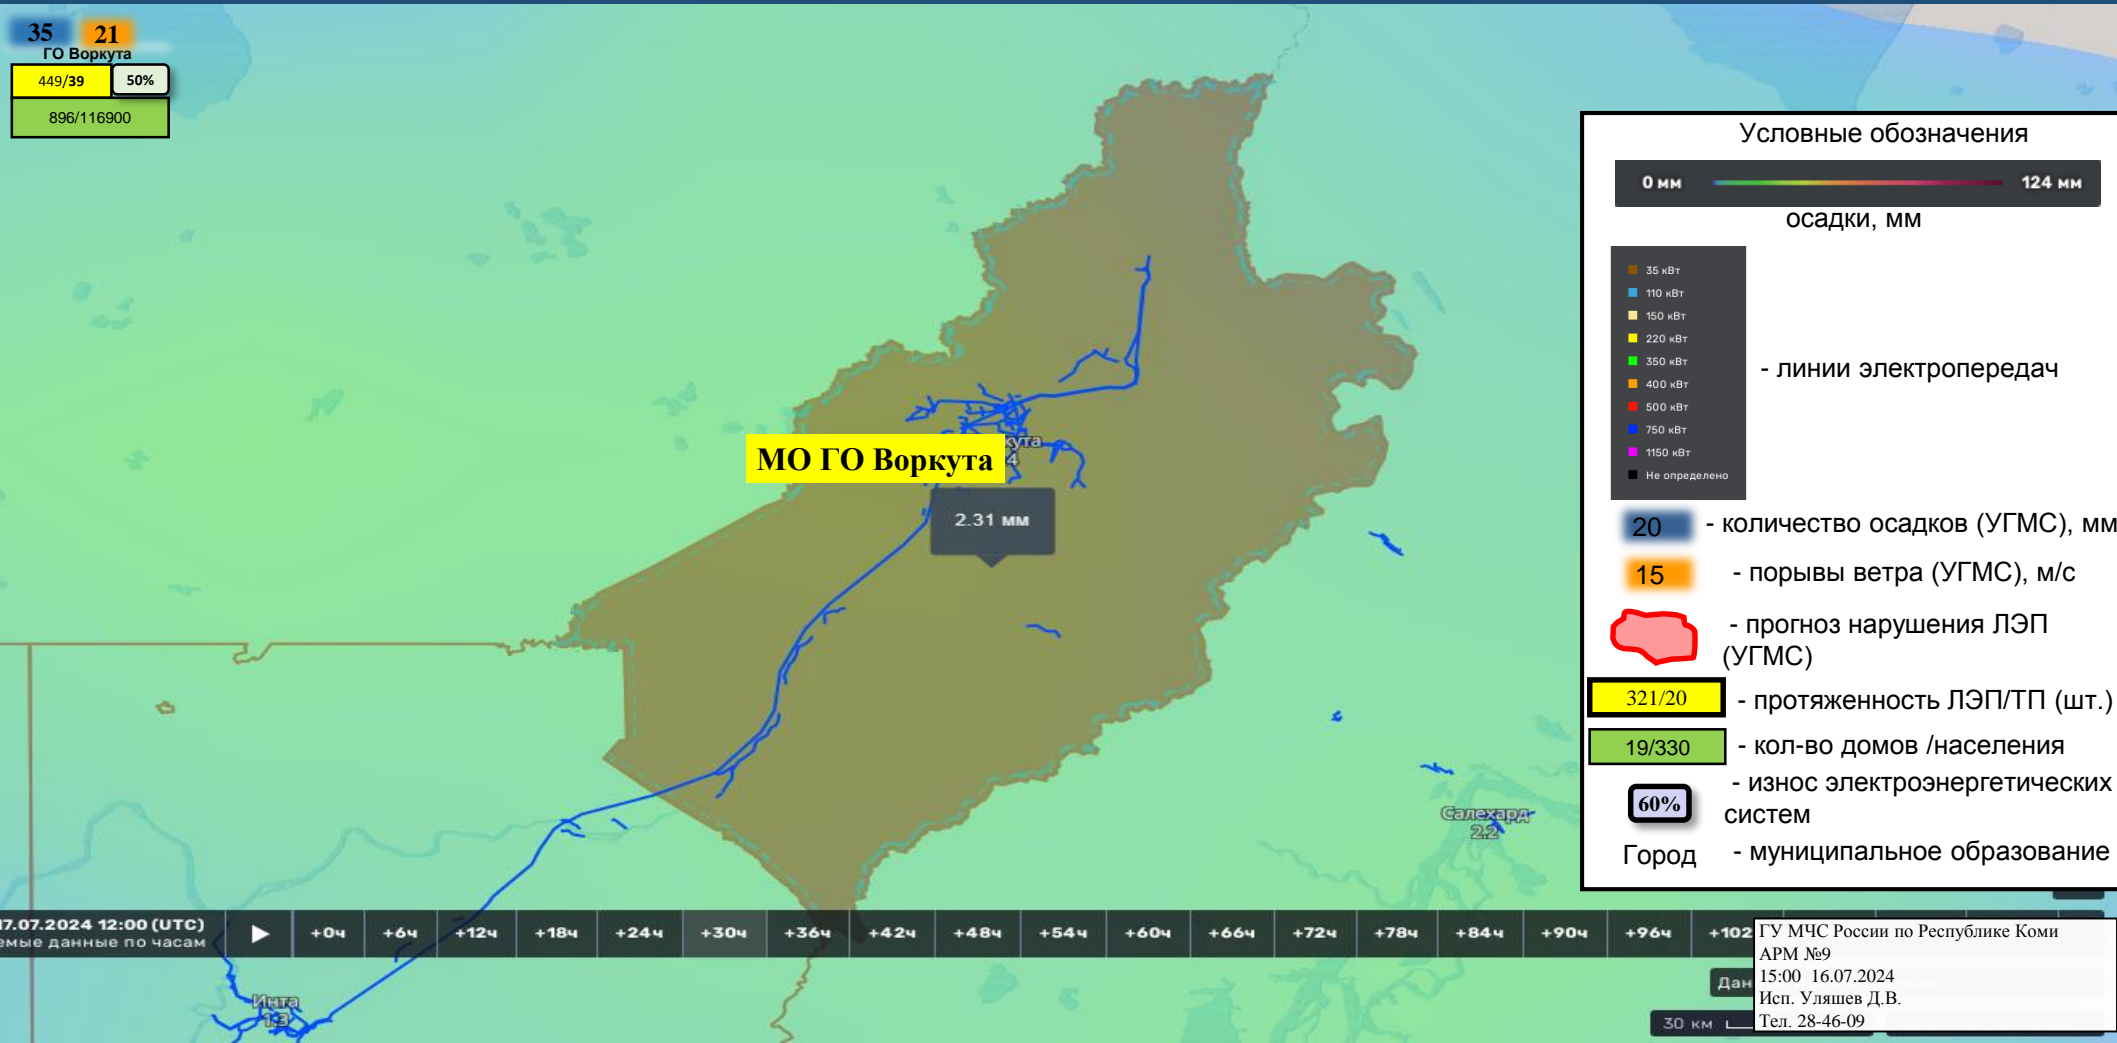 35 21
ГО Воркута
449/39 50%
896/116900
МО ГО Воркута
2.31 мм
Условные обозначения
0 мм 124 мм
осадки, мм
35 кВт
110 кВт
150 кВт
220 кВт
350 кВт
400 кВт
500 кВт
750 кВт
1150 кВт
Не определено
- линии электропередач
20 - количество осадков (УГМС), мм
15 - порывы ветра (УГМС), м/с
- прогноз нарушения ЛЭП
(УГМС)
321/20 - протяженность ЛЭП/ТП (шт.)
19/330 - кол-во домов /населения
60% - износ электроэнергетических
систем
Город - муниципальное образование
Салехард
2.2
17.07.2024 12:00 (UTC)
данные по часам
+0ч +6ч +12ч +18ч +24ч +30ч +36ч +42ч +48ч +54ч +60ч +66ч +72ч +78ч +84ч +90ч +96ч +102
Инта
1.3
30 км
ГУ МЧС России по Республике Коми
АРМ №9
15:00 16.07.2024
Исп. Уляшев Д.В.
Тел. 28-46-09